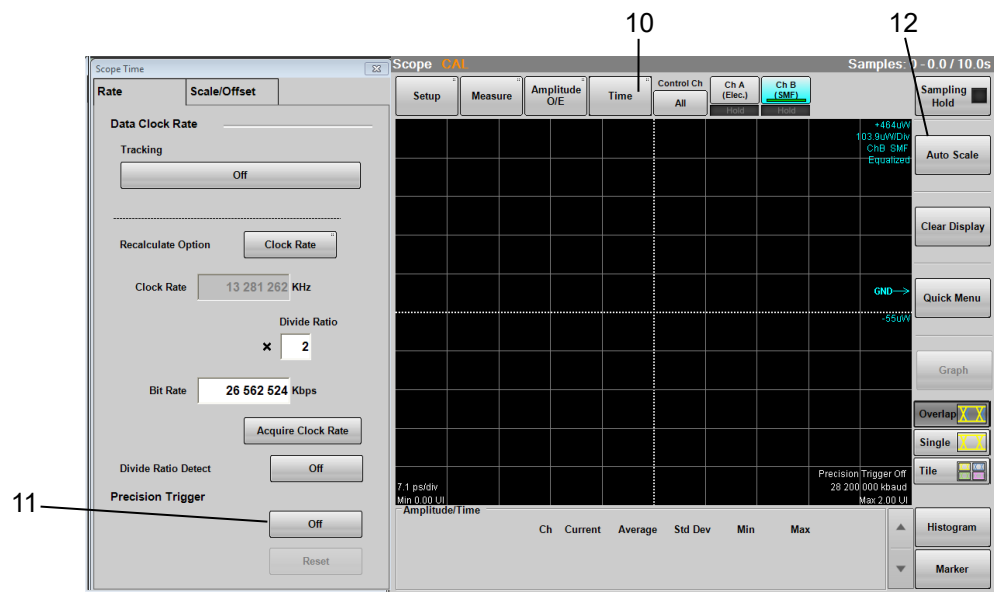 10
12
Scope Time
Rate
Scale/Offset
Data Clock Rate
Tracking
Off
Recalculate Option
Clock Rate
Clock Rate
13 281 262
KHz
Divide Ratio
×
2
Bit Rate
26 562 524
Kbps
Acquire Clock Rate
Divide Ratio Detect
Off
Precision Trigger
11
Off
Reset
Scope CAL
Samples: 0 - 0.0 / 10.0s
Setup
Measure
Amplitude
O/E
Time
Control Ch
All
Ch A
(Elec.)
Hold
Ch B
(SMF)
Hold
Sampling
Hold
+464uW
103.9uW/Div
ChB SMF
Equalized
GND
-55uW
7.1 ps/div
Min 0.00 UI
Precision Trigger Off
28 200 000 kbaud
Max 2.00 UI
Auto Scale
Clear Display
Quick Menu
Graph
Overlap
Single
Tile
Amplitude/Time
Ch Current Average Std Dev Min Max
Histogram
Marker